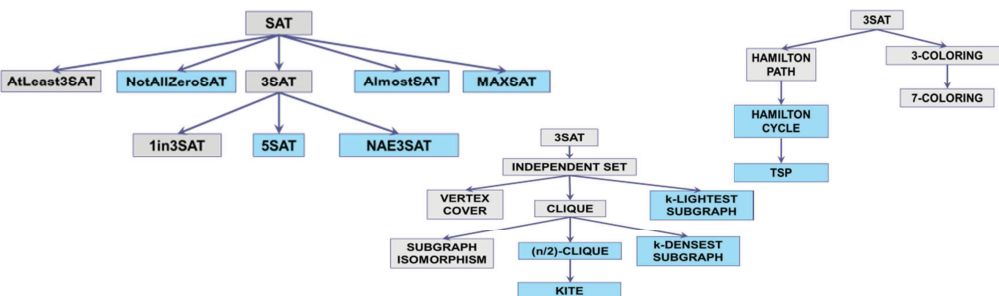 SAT
AtLeast3SAT
NotAllZeroSAT
3SAT
AlmostSAT
MAXSAT
1in3SAT
5SAT
NAE3SAT
3SAT
INDEPENDENT SET
VERTEX
COVER
CLIQUE
k-LIGHTEST
SUBGRAPH
SUBGRAPH
ISOMORPHISM
(n/2)-CLIQUE
k-DENSEST
SUBGRAPH
KITE
3SAT
HAMILTON
PATH
3-COLORING
7-COLORING
HAMILTON
CYCLE
TSP